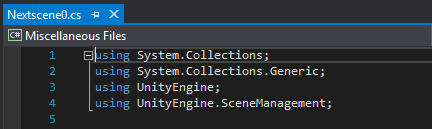 Nextscene0.cs
C# Miscellaneous Files
1 using System.Collections;
2 using System.Collections.Generic;
3 using UnityEngine;
4 using UnityEngine.SceneManagement;
5